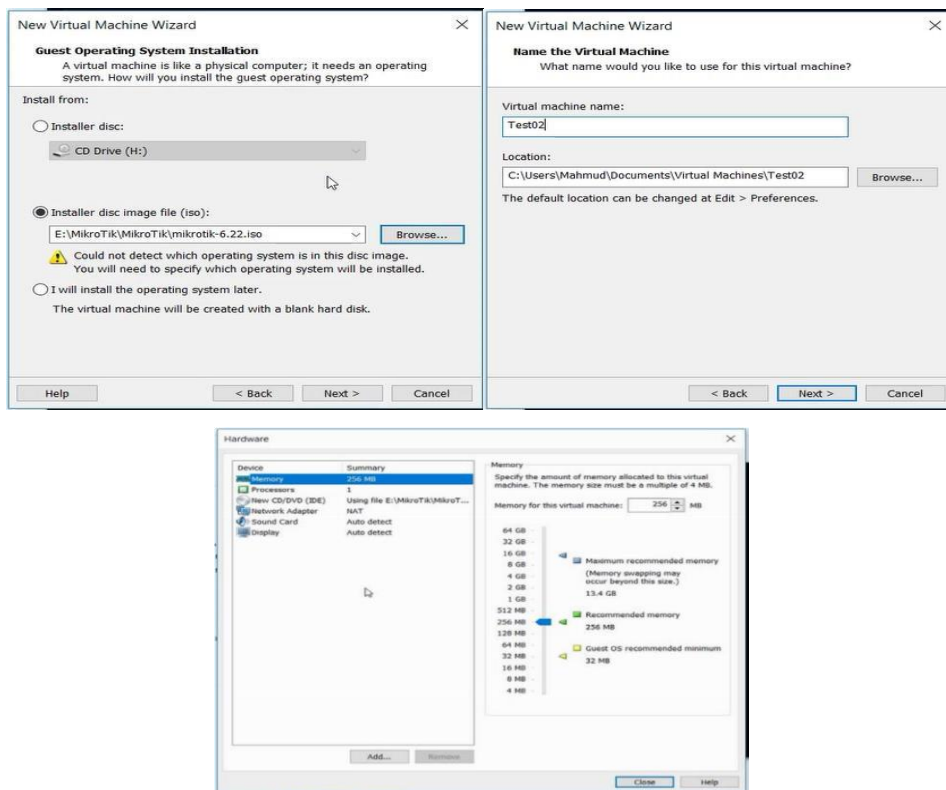 New Virtual Machine Wizard
Guest Operating System Installation
A virtual machine is like a physical computer; it needs an operating
system. How will you install the guest operating system?
Install from:
Installer disc:
CD Drive (H:)
Installer disc image file (iso):
E:\MikroTik\MikroTik\mikrotik-6.22.iso
Browse...
Could not detect which operating system is in this disc image.
You will need to specify which operating system will be installed.
I will install the operating system later.
The virtual machine will be created with a blank hard disk.
Help
< Back
Next >
Cancel
New Virtual Machine Wizard
Name the Virtual Machine
What name would you like to use for this virtual machine?
Virtual machine name:
Test02
Location:
C:\Users\Mahmud\Documents\Virtual Machines\Test02
Browse...
The default location can be changed at Edit > Preferences.
< Back
Next >
Cancel
Hardware
Device Summary
Memory 256 MB
Processors 1
New CD/DVD (IDE) Using file E:\MikroTik\MikroT...
Network Adapter NAT
Sound Card Auto detect
Display Auto detect
Add...
Remove
Memory
Specify the amount of memory allocated to this virtual
machine. The memory size must be a multiple of 4 MB.
Memory for this virtual machine: 256 MB
64 GB
32 GB
16 GB
8 GB
4 GB
2 GB
1 GB
512 MB
256 MB
128 MB
64 MB
32 MB
16 MB
8 MB
4 MB
Maximum recommended memory
(Memory swapping may
occur beyond this size.)
13.4 GB
Recommended memory
256 MB
Guest OS recommended minimum
32 MB
Close
Help